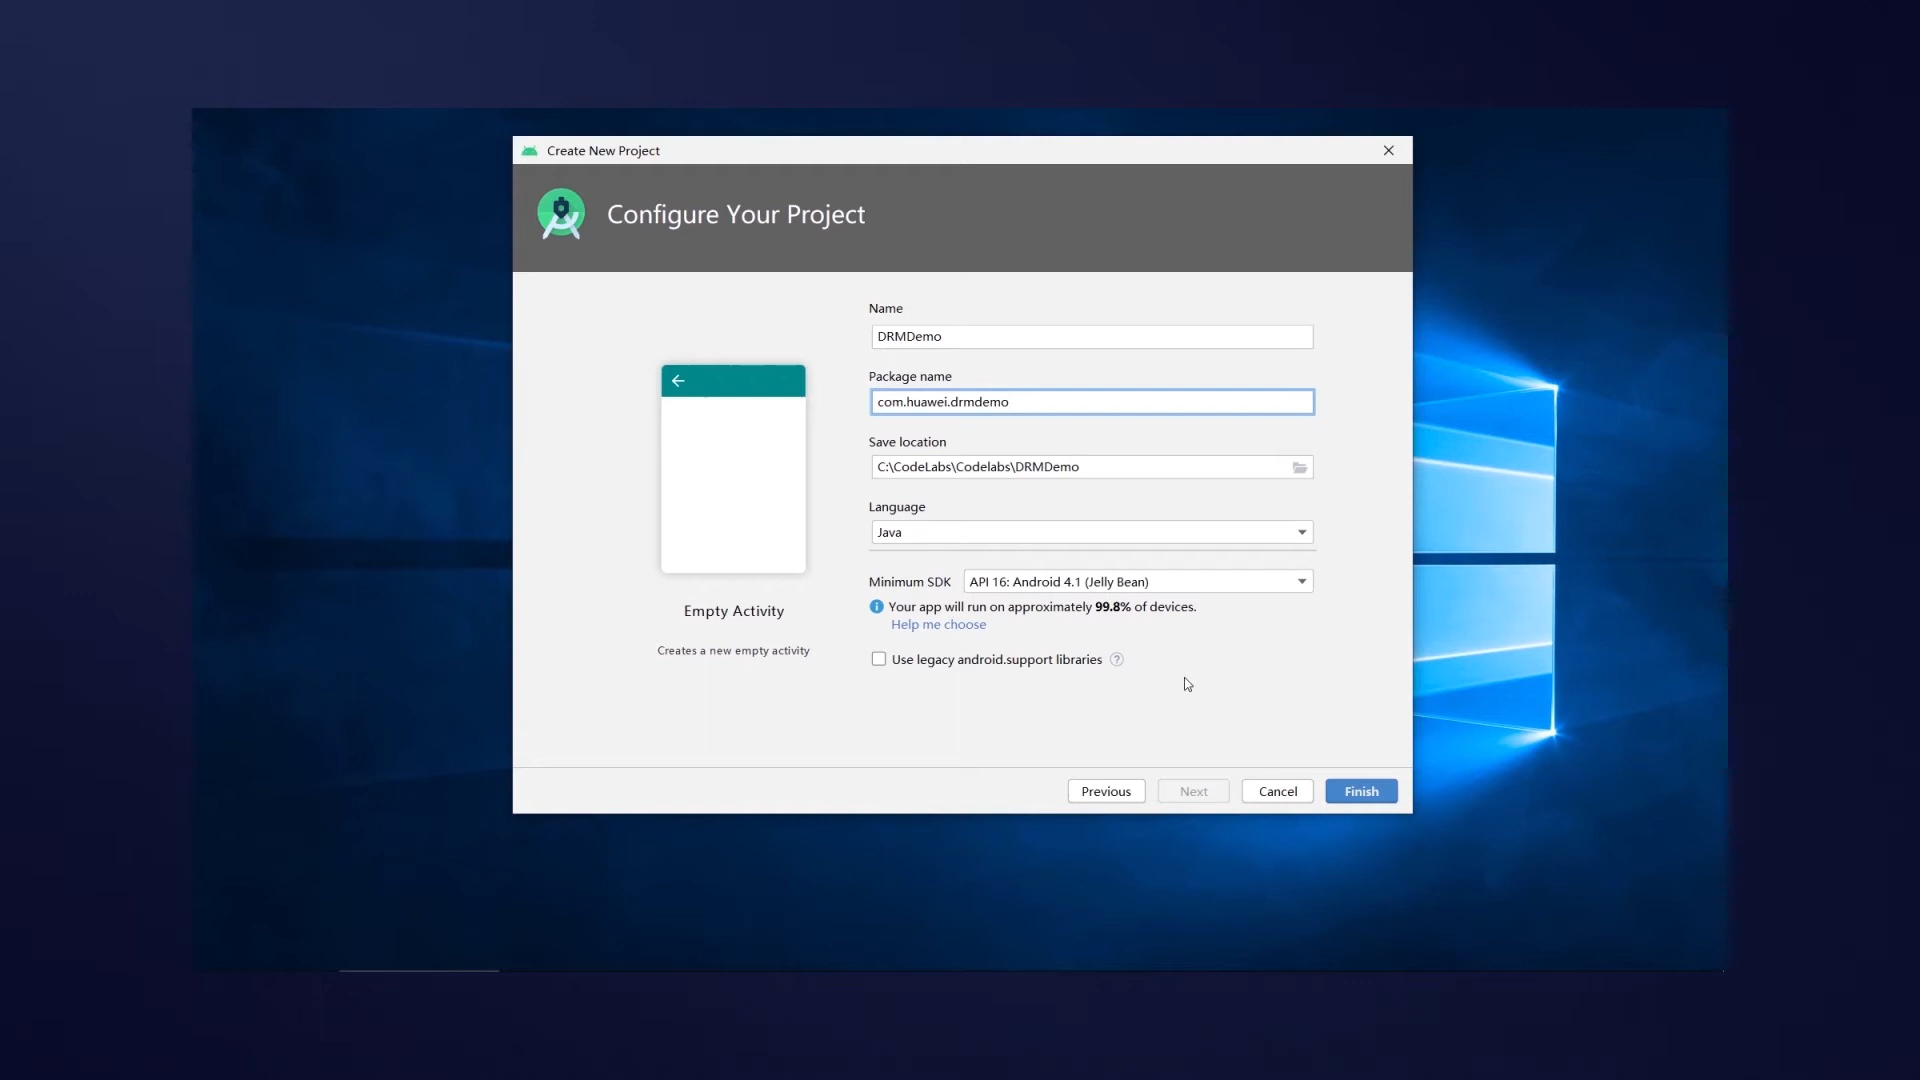 Create New Project
Configure Your Project
Name
DRMDemo
Package name
com.huawei.drmdemo
Save location
C:\CodeLabs\Codelabs\DRMDemo
Language
Java
Minimum SDK API 16: Android 4.1 (Jelly Bean)
Your app will run on approximately 99.8% of devices.
Help me choose
Use legacy android.support libraries ?
Empty Activity
Creates a new empty activity
Previous Next Cancel Finish